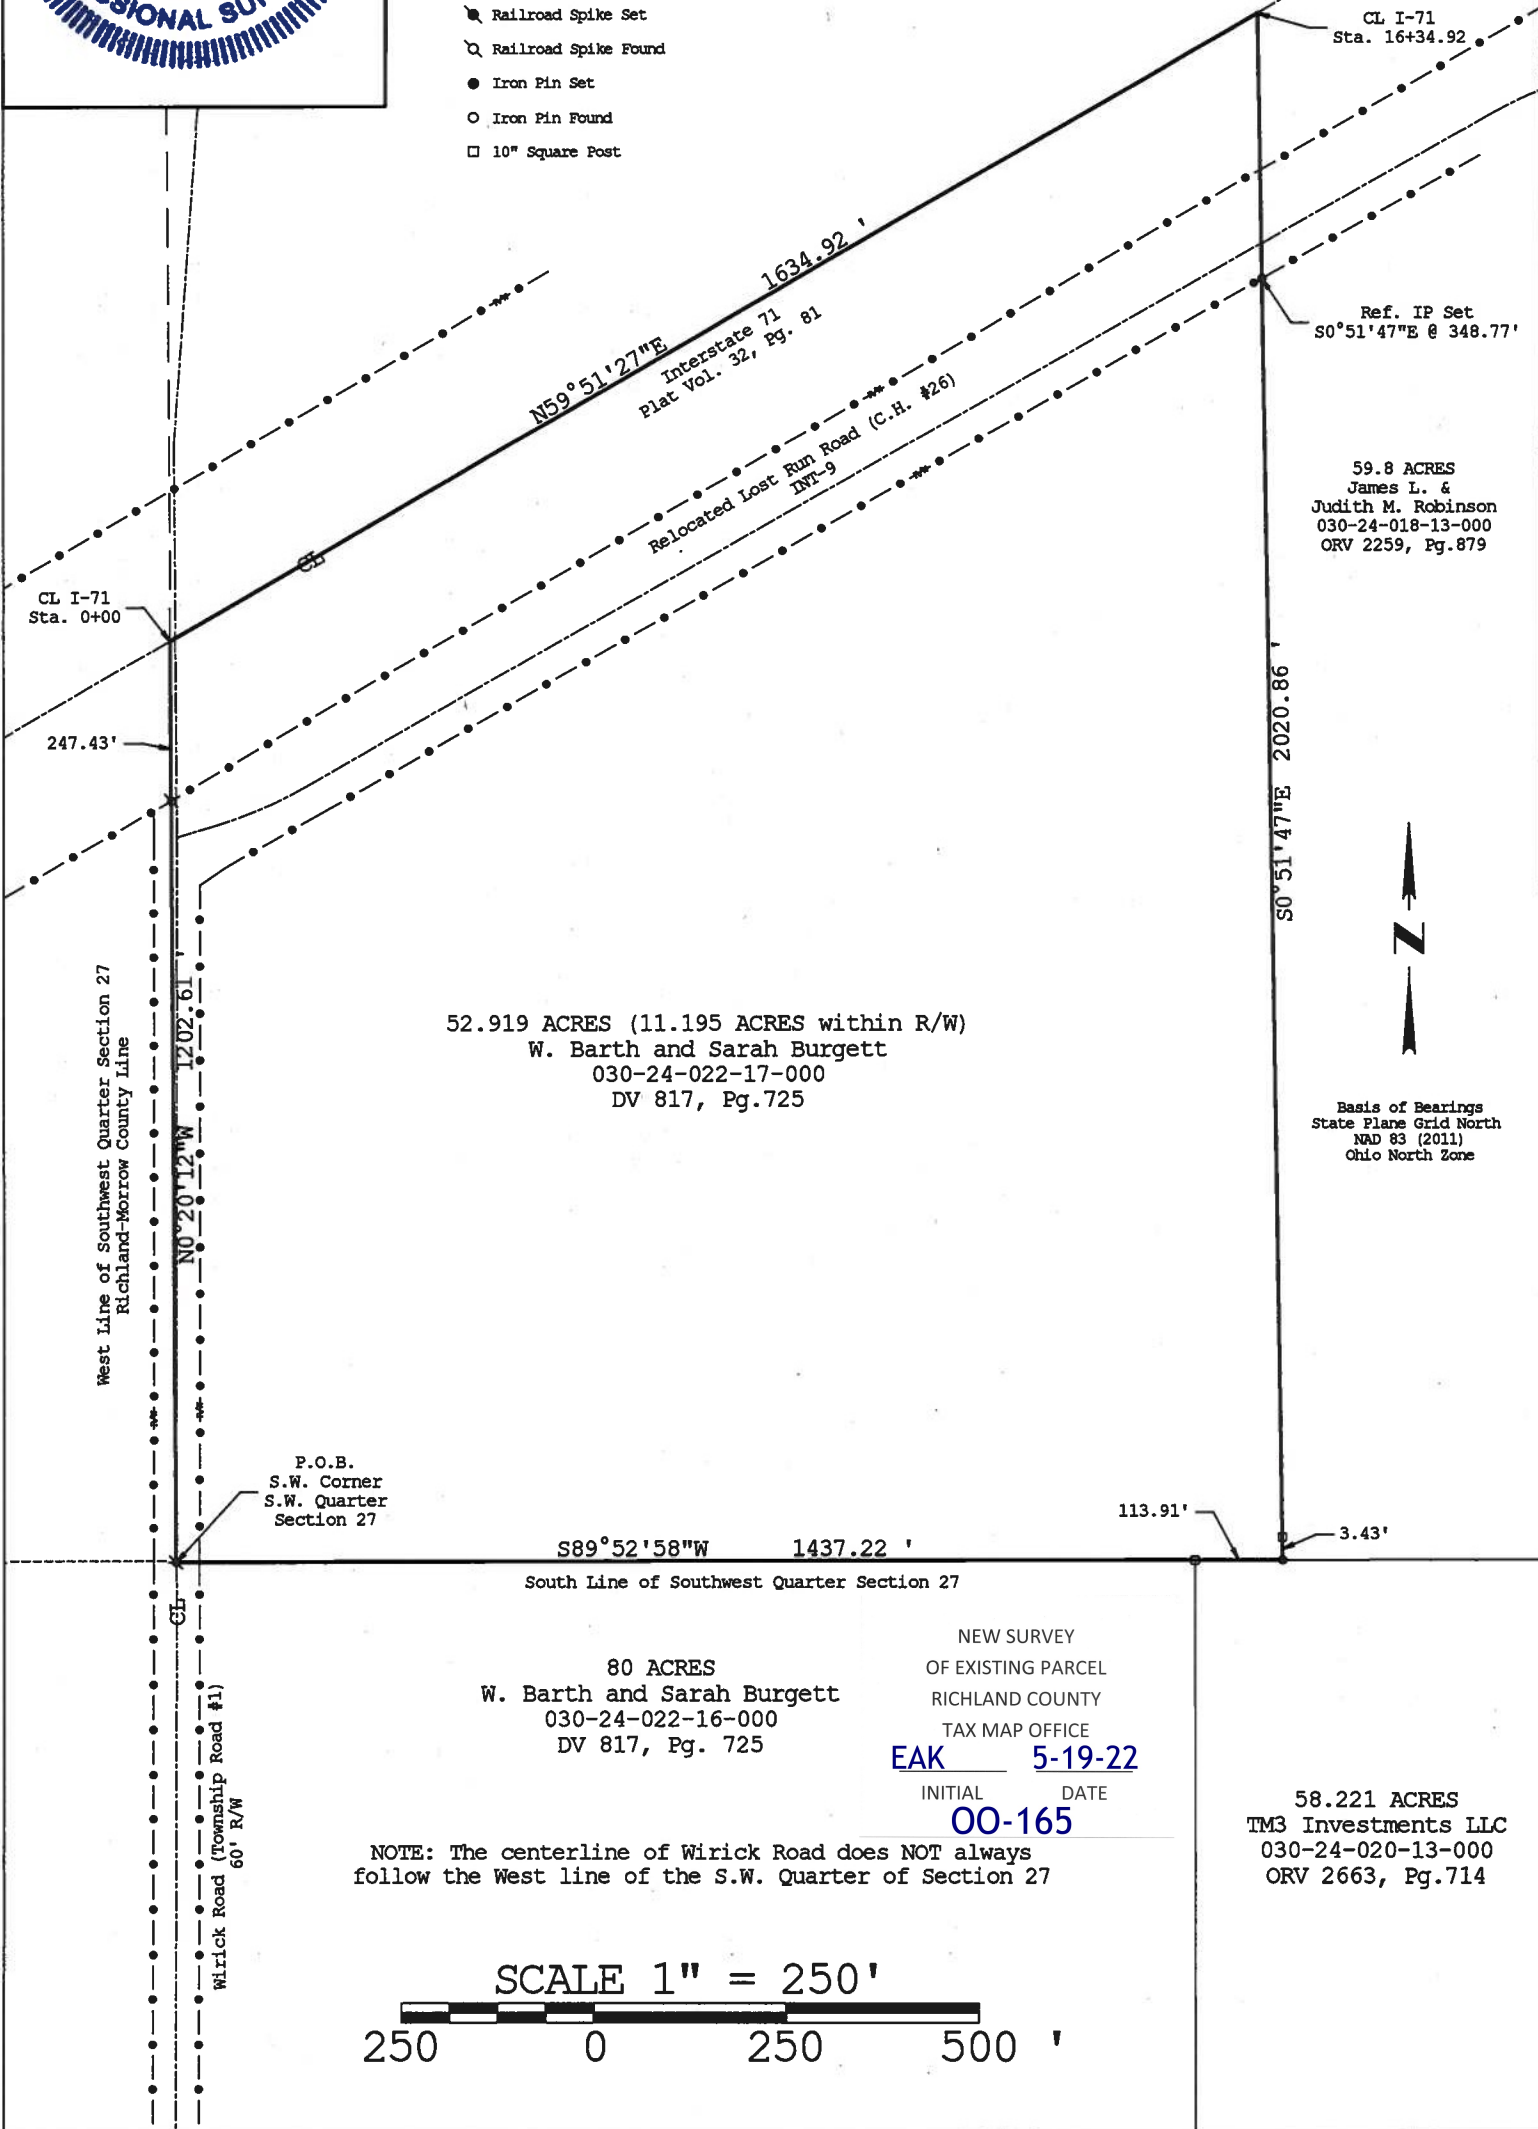 SIONAL SU
Railroad Spike Set
Railroad Spike Found
Iron Pin Set
Iron Pin Found
10" Square Post
CL I-71
Sta. 16+34.92
1634.92 '
N59°51'27"E
Interstate 71
Plat Vol. 32, Pg. 81
Ref. IP Set
S0°51'47"E @ 348.77'
Relocated Lost Run Road (C.H. #26)
INT-9
59.8 ACRES
James L. &
Judith M. Robinson
030-24-018-13-000
ORV 2259, Pg.879
CL
CL I-71
Sta. 0+00
247.43'
S0°51'47"E 2020.86 '
N
West Line of Southwest Quarter Section 27
Richland-Morrow County Line
N0°20'12"W 1202.61 '
52.919 ACRES (11.195 ACRES within R/W)
W. Barth and Sarah Burgett
030-24-022-17-000
DV 817, Pg.725
Basis of Bearings
State Plane Grid North
NAD 83 (2011)
Ohio North Zone
P.O.B.
S.W. Corner
S.W. Quarter
Section 27
113.91'
3.43'
S89°52'58"W 1437.22 '
South Line of Southwest Quarter Section 27
CL
80 ACRES
W. Barth and Sarah Burgett
030-24-022-16-000
DV 817, Pg. 725
NEW SURVEY
OF EXISTING PARCEL
RICHLAND COUNTY
TAX MAP OFFICE
EAK 5-19-22
INITIAL DATE
OO-165
Wirick Road (Township Road #1)
60' R/W
58.221 ACRES
TM3 Investments LLC
030-24-020-13-000
ORV 2663, Pg.714
NOTE: The centerline of Wirick Road does NOT always
follow the West line of the S.W. Quarter of Section 27
SCALE 1" = 250'
250 0 250 500 '